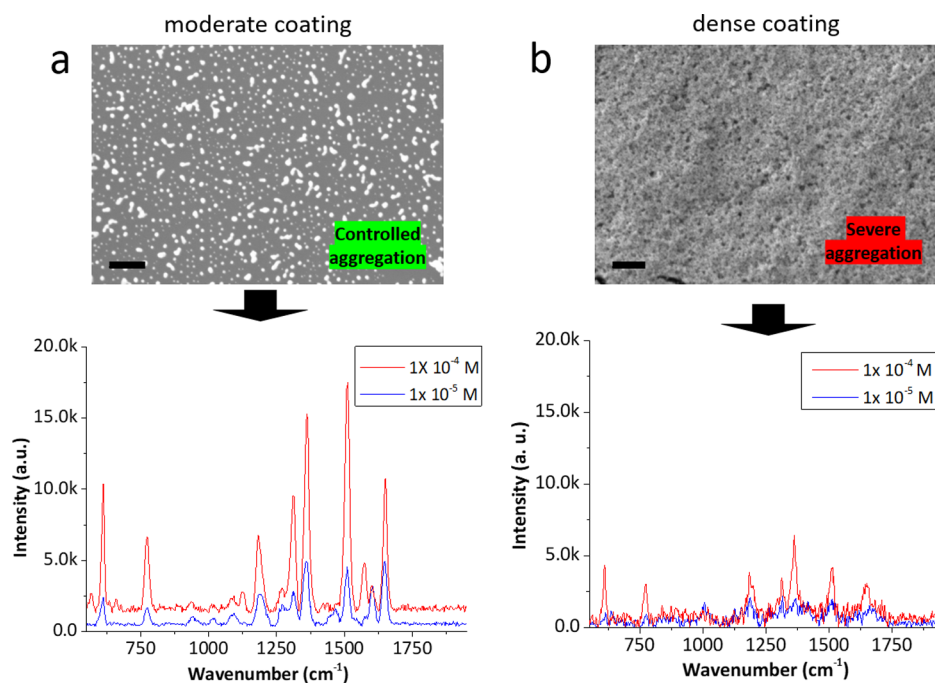 moderate coating
dense coating
a
b
Controlled
aggregation
Severe
aggregation
20.0k
15.0k
10.0k
5.0k
0.0
Intensity (a.u.)
1X 10⁻⁴ M
1x 10⁻⁵ M
750
1000
1250
1500
1750
Wavenumber (cm⁻¹)
20.0k
15.0k
10.0k
5.0k
0.0
Intensity (a. u.)
1x 10⁻⁴ M
1x 10⁻⁵ M
750
1000
1250
1500
1750
Wavenumber (cm⁻¹)